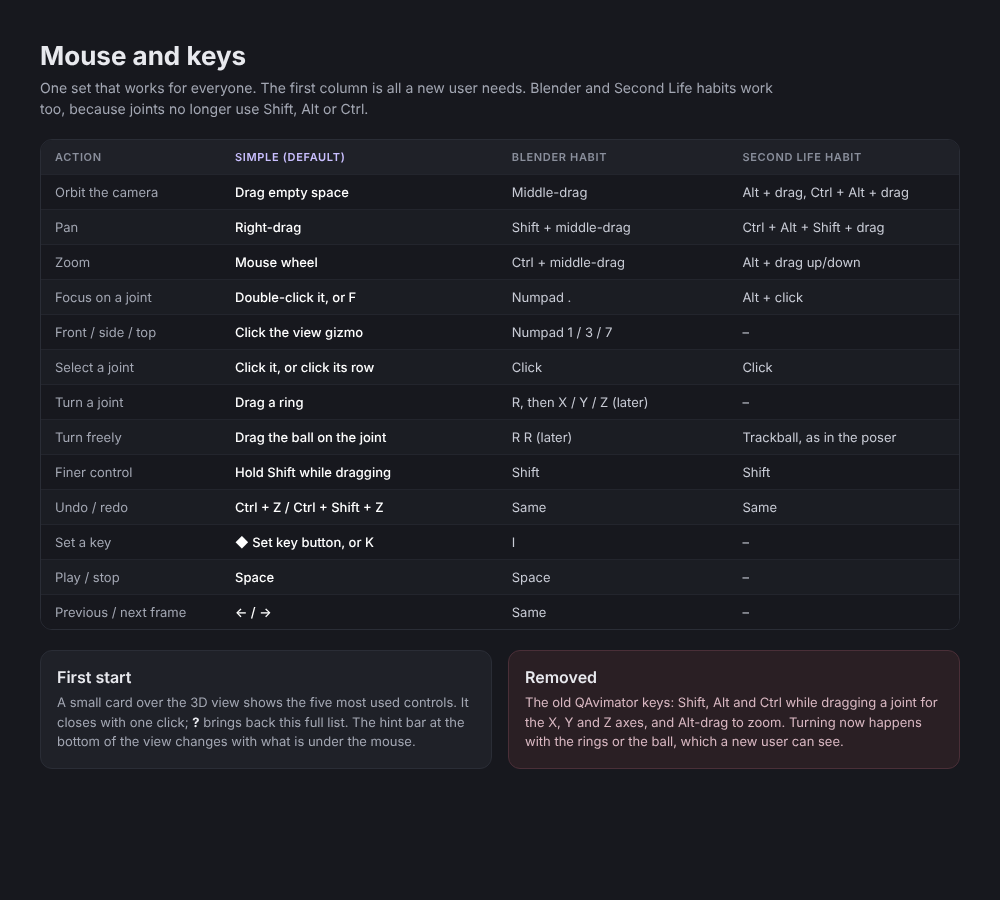 Mouse and keys
One set that works for everyone. The first column is all a new user needs. Blender and Second Life habits work
too, because joints no longer use Shift, Alt or Ctrl.
ACTION SIMPLE (DEFAULT) BLENDER HABIT SECOND LIFE HABIT
Orbit the camera Drag empty space Middle-drag Alt + drag, Ctrl + Alt + drag
Pan Right-drag Shift + middle-drag Ctrl + Alt + Shift + drag
Zoom Mouse wheel Ctrl + middle-drag Alt + drag up/down
Focus on a joint Double-click it, or F Numpad . Alt + click
Front / side / top Click the view gizmo Numpad 1 / 3 / 7 –
Select a joint Click it, or click its row Click Click
Turn a joint Drag a ring R, then X / Y / Z (later) –
Turn freely Drag the ball on the joint R R (later) Trackball, as in the poser
Finer control Hold Shift while dragging Shift Shift
Undo / redo Ctrl + Z / Ctrl + Shift + Z Same Same
Set a key ◆ Set key button, or K I –
Play / stop Space Space –
Previous / next frame ← / → Same –
First start
A small card over the 3D view shows the five most used controls. It
closes with one click; ? brings back this full list. The hint bar at the
bottom of the view changes with what is under the mouse.
Removed
The old QAvimator keys: Shift, Alt and Ctrl while dragging a joint for
the X, Y and Z axes, and Alt-drag to zoom. Turning now happens
with the rings or the ball, which a new user can see.